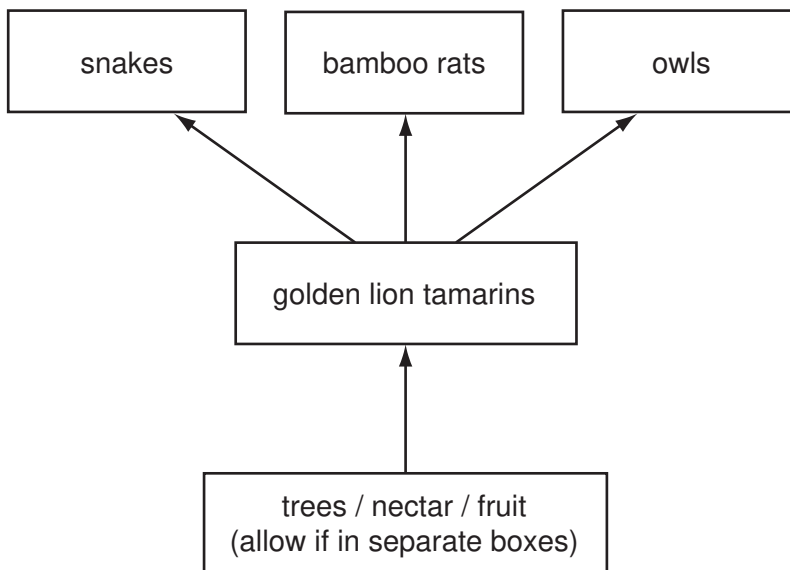 snakes
bamboo rats
owls
golden lion tamarins
trees / nectar / fruit
(allow if in separate boxes)